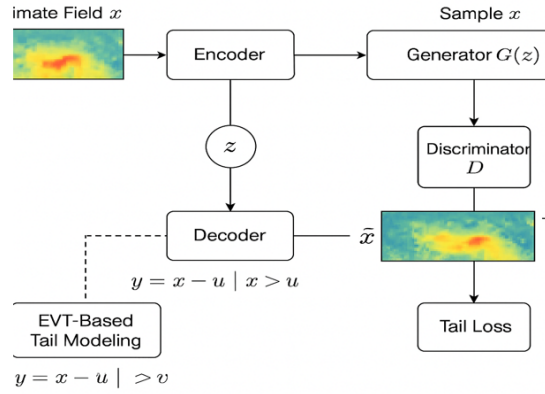 imate Field x
Sample x
Encoder
Generator G(z)
z
Discriminator
D
Decoder
x̄
y = x − u | x > u
EVT-Based
Tail Modeling
Tail Loss
y = x − u | > v